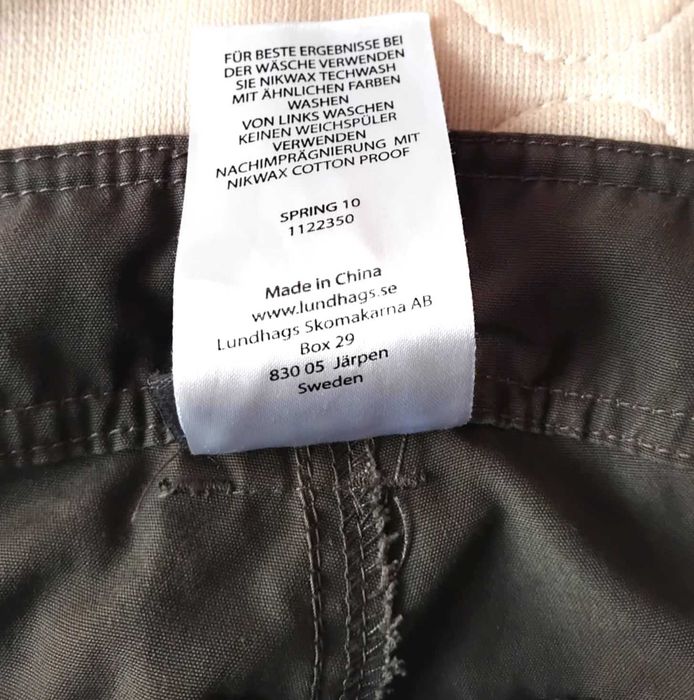 FÜR BESTE ERGEBNISSE BEI
DER WÄSCHE VERWENDEN
SIE NIKWAX TECHWASH
MIT ÄHNLICHEN FARBEN
WASHEN
VON LINKS WASCHEN
KEINEN WEICHSPÜLER
VERWENDEN
NACHIMPRÄGNIERUNG MIT
NIKWAX COTTON PROOF
SPRING 10
1122350
Made in China
www.lundhags.se
Lundhags Skomakarna AB
Box 29
830 05 Järpen
Sweden